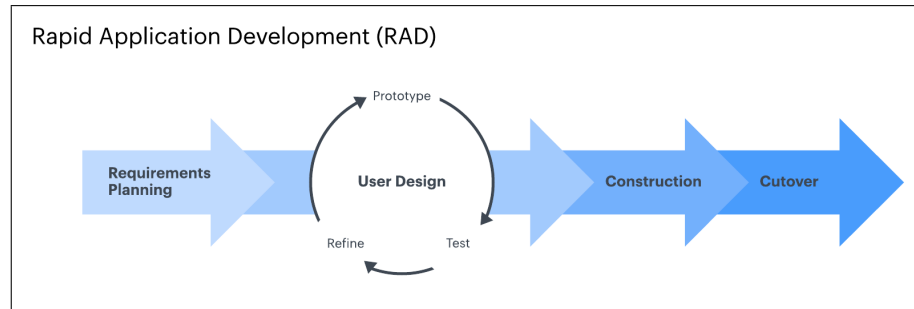 Rapid Application Development (RAD)
Prototype
Requirements
Planning
User Design
Construction
Cutover
Refine
Test